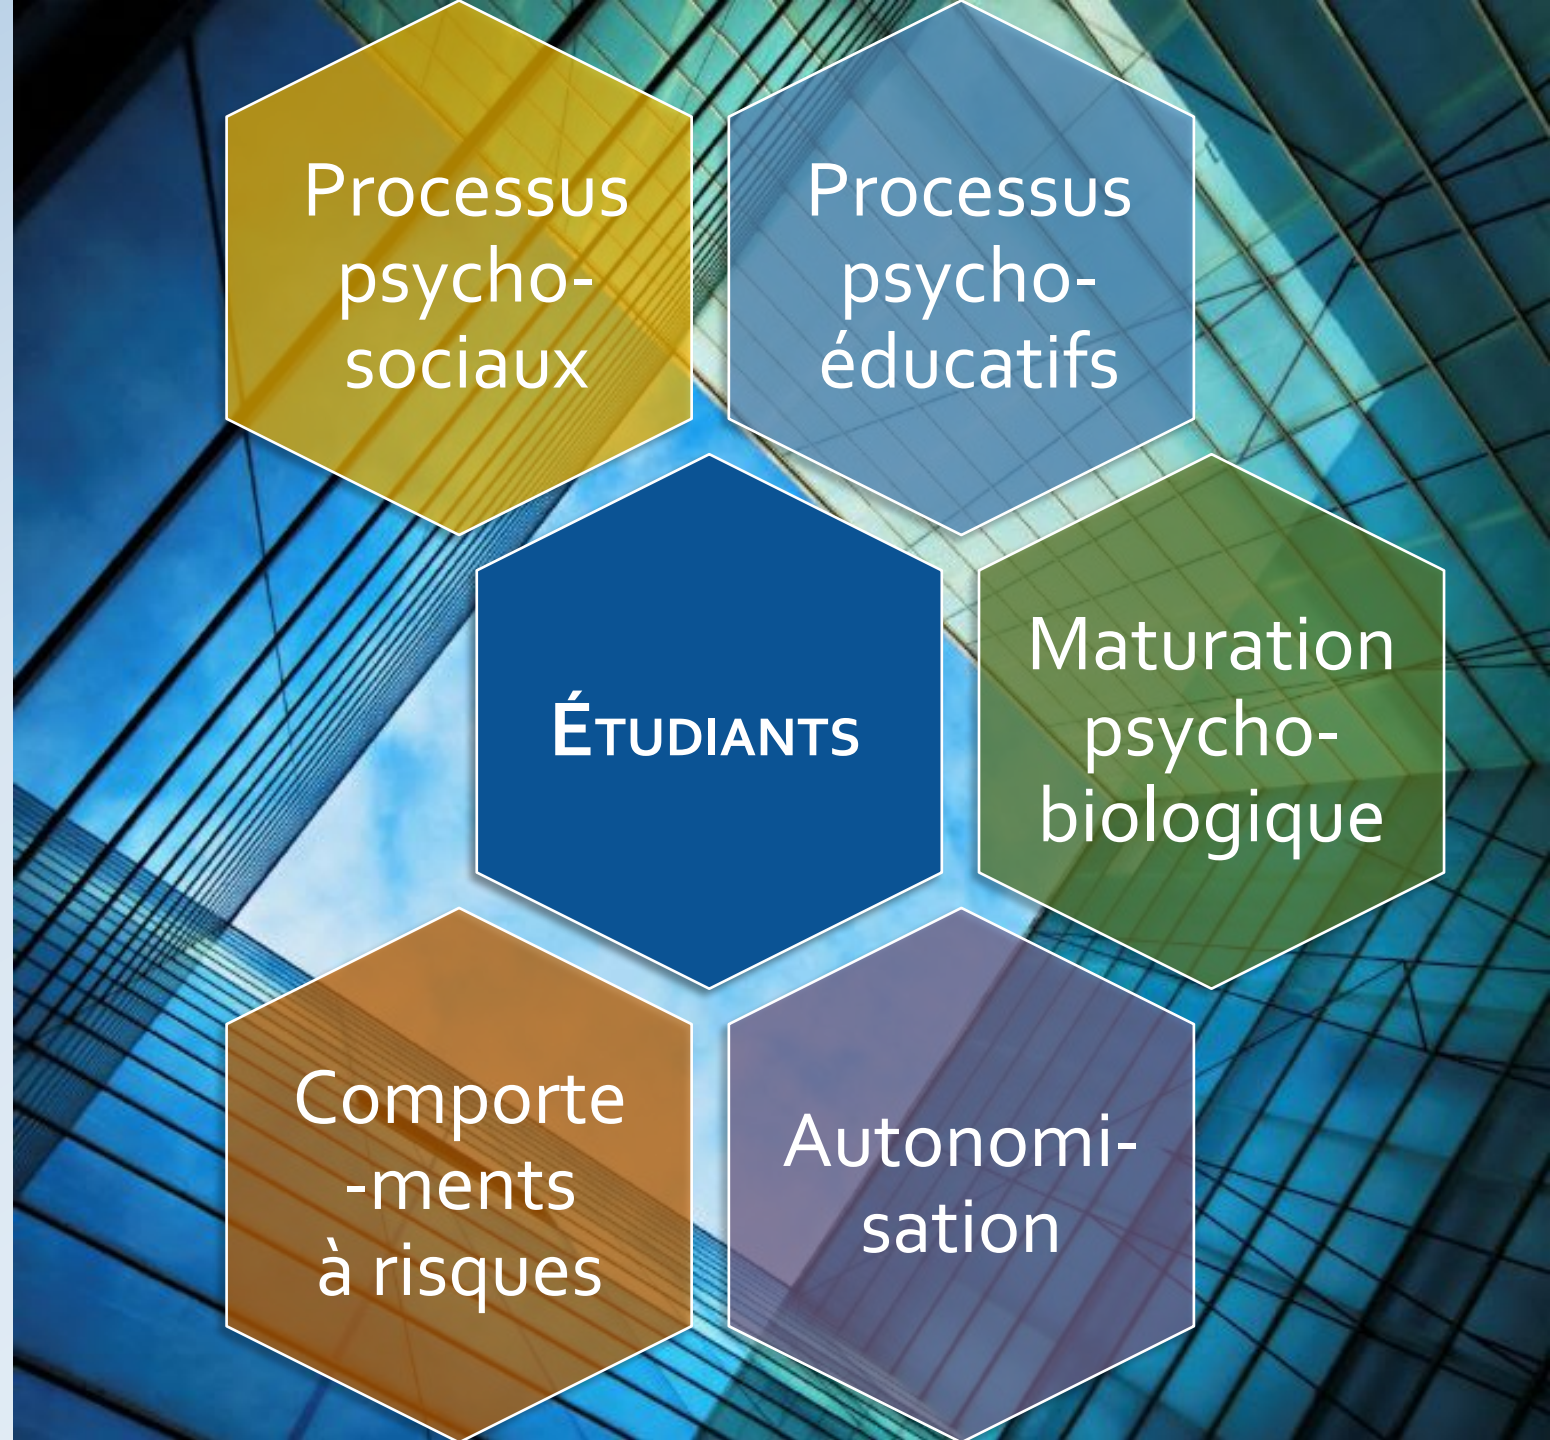 Processus
psycho-
sociaux
Processus
psycho-
éducatifs
ÉTUDIANTS
Maturation
psycho-
biologique
Comporte
-ments
à risques
Autonomi-
sation